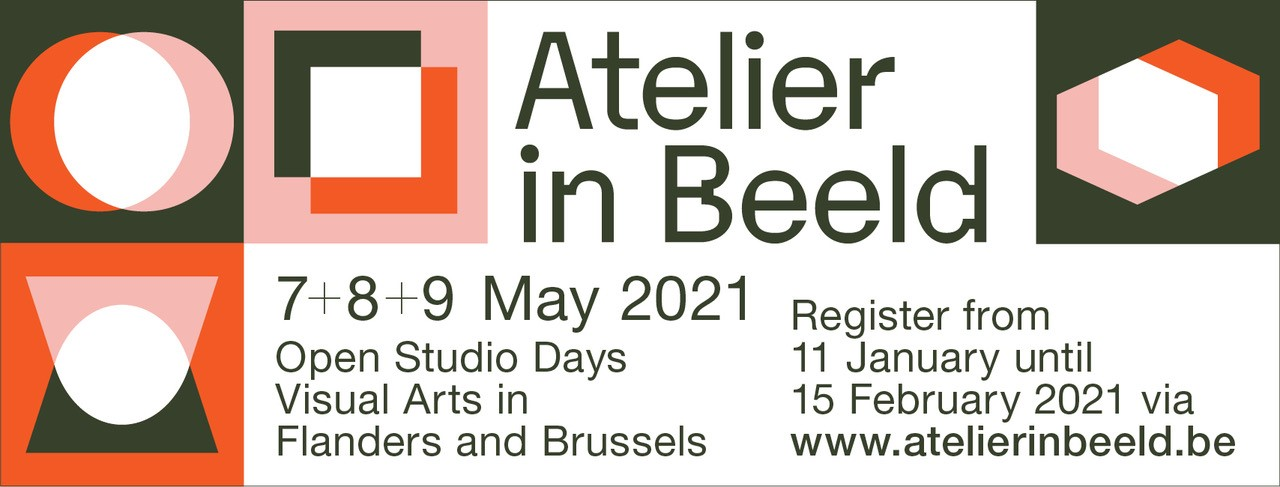 Atelier
in Beeld
7+8+9 May 2021
Open Studio Days
Visual Arts in
Flanders and Brussels
Register from
11 January until
15 February 2021 via
www.atelierinbeeld.be